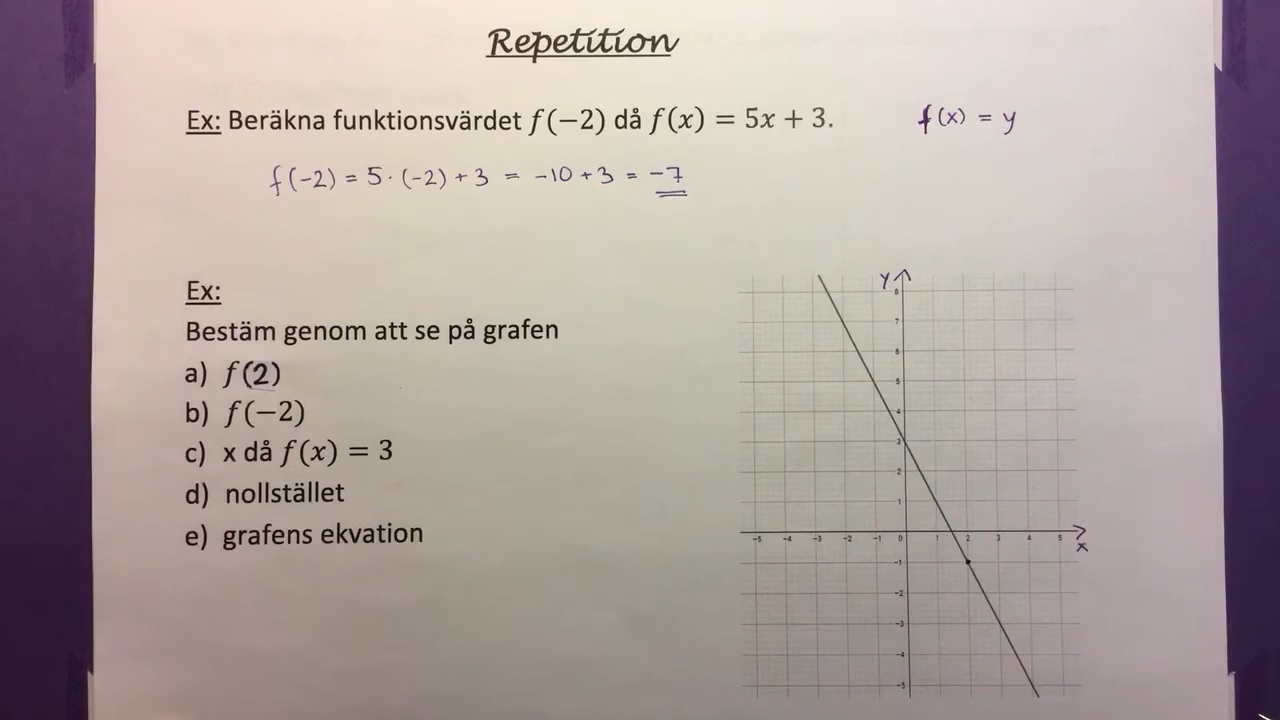 Repetition
Ex: Beräkna funktionsvärdet f(−2) då f(x) = 5x + 3.
f(x) = y
f(-2) = 5 · (-2) + 3 = -10 + 3 = -7
Ex:
Bestäm genom att se på grafen
a) f(2)
b) f(−2)
c) x då f(x) = 3
d) nollstället
e) grafens ekvation
y
8
7
6
5
4
3
2
1
-5 -4 -3 -2 -1 0 1 2 3 4 5
x
-1
-2
-3
-4
-5